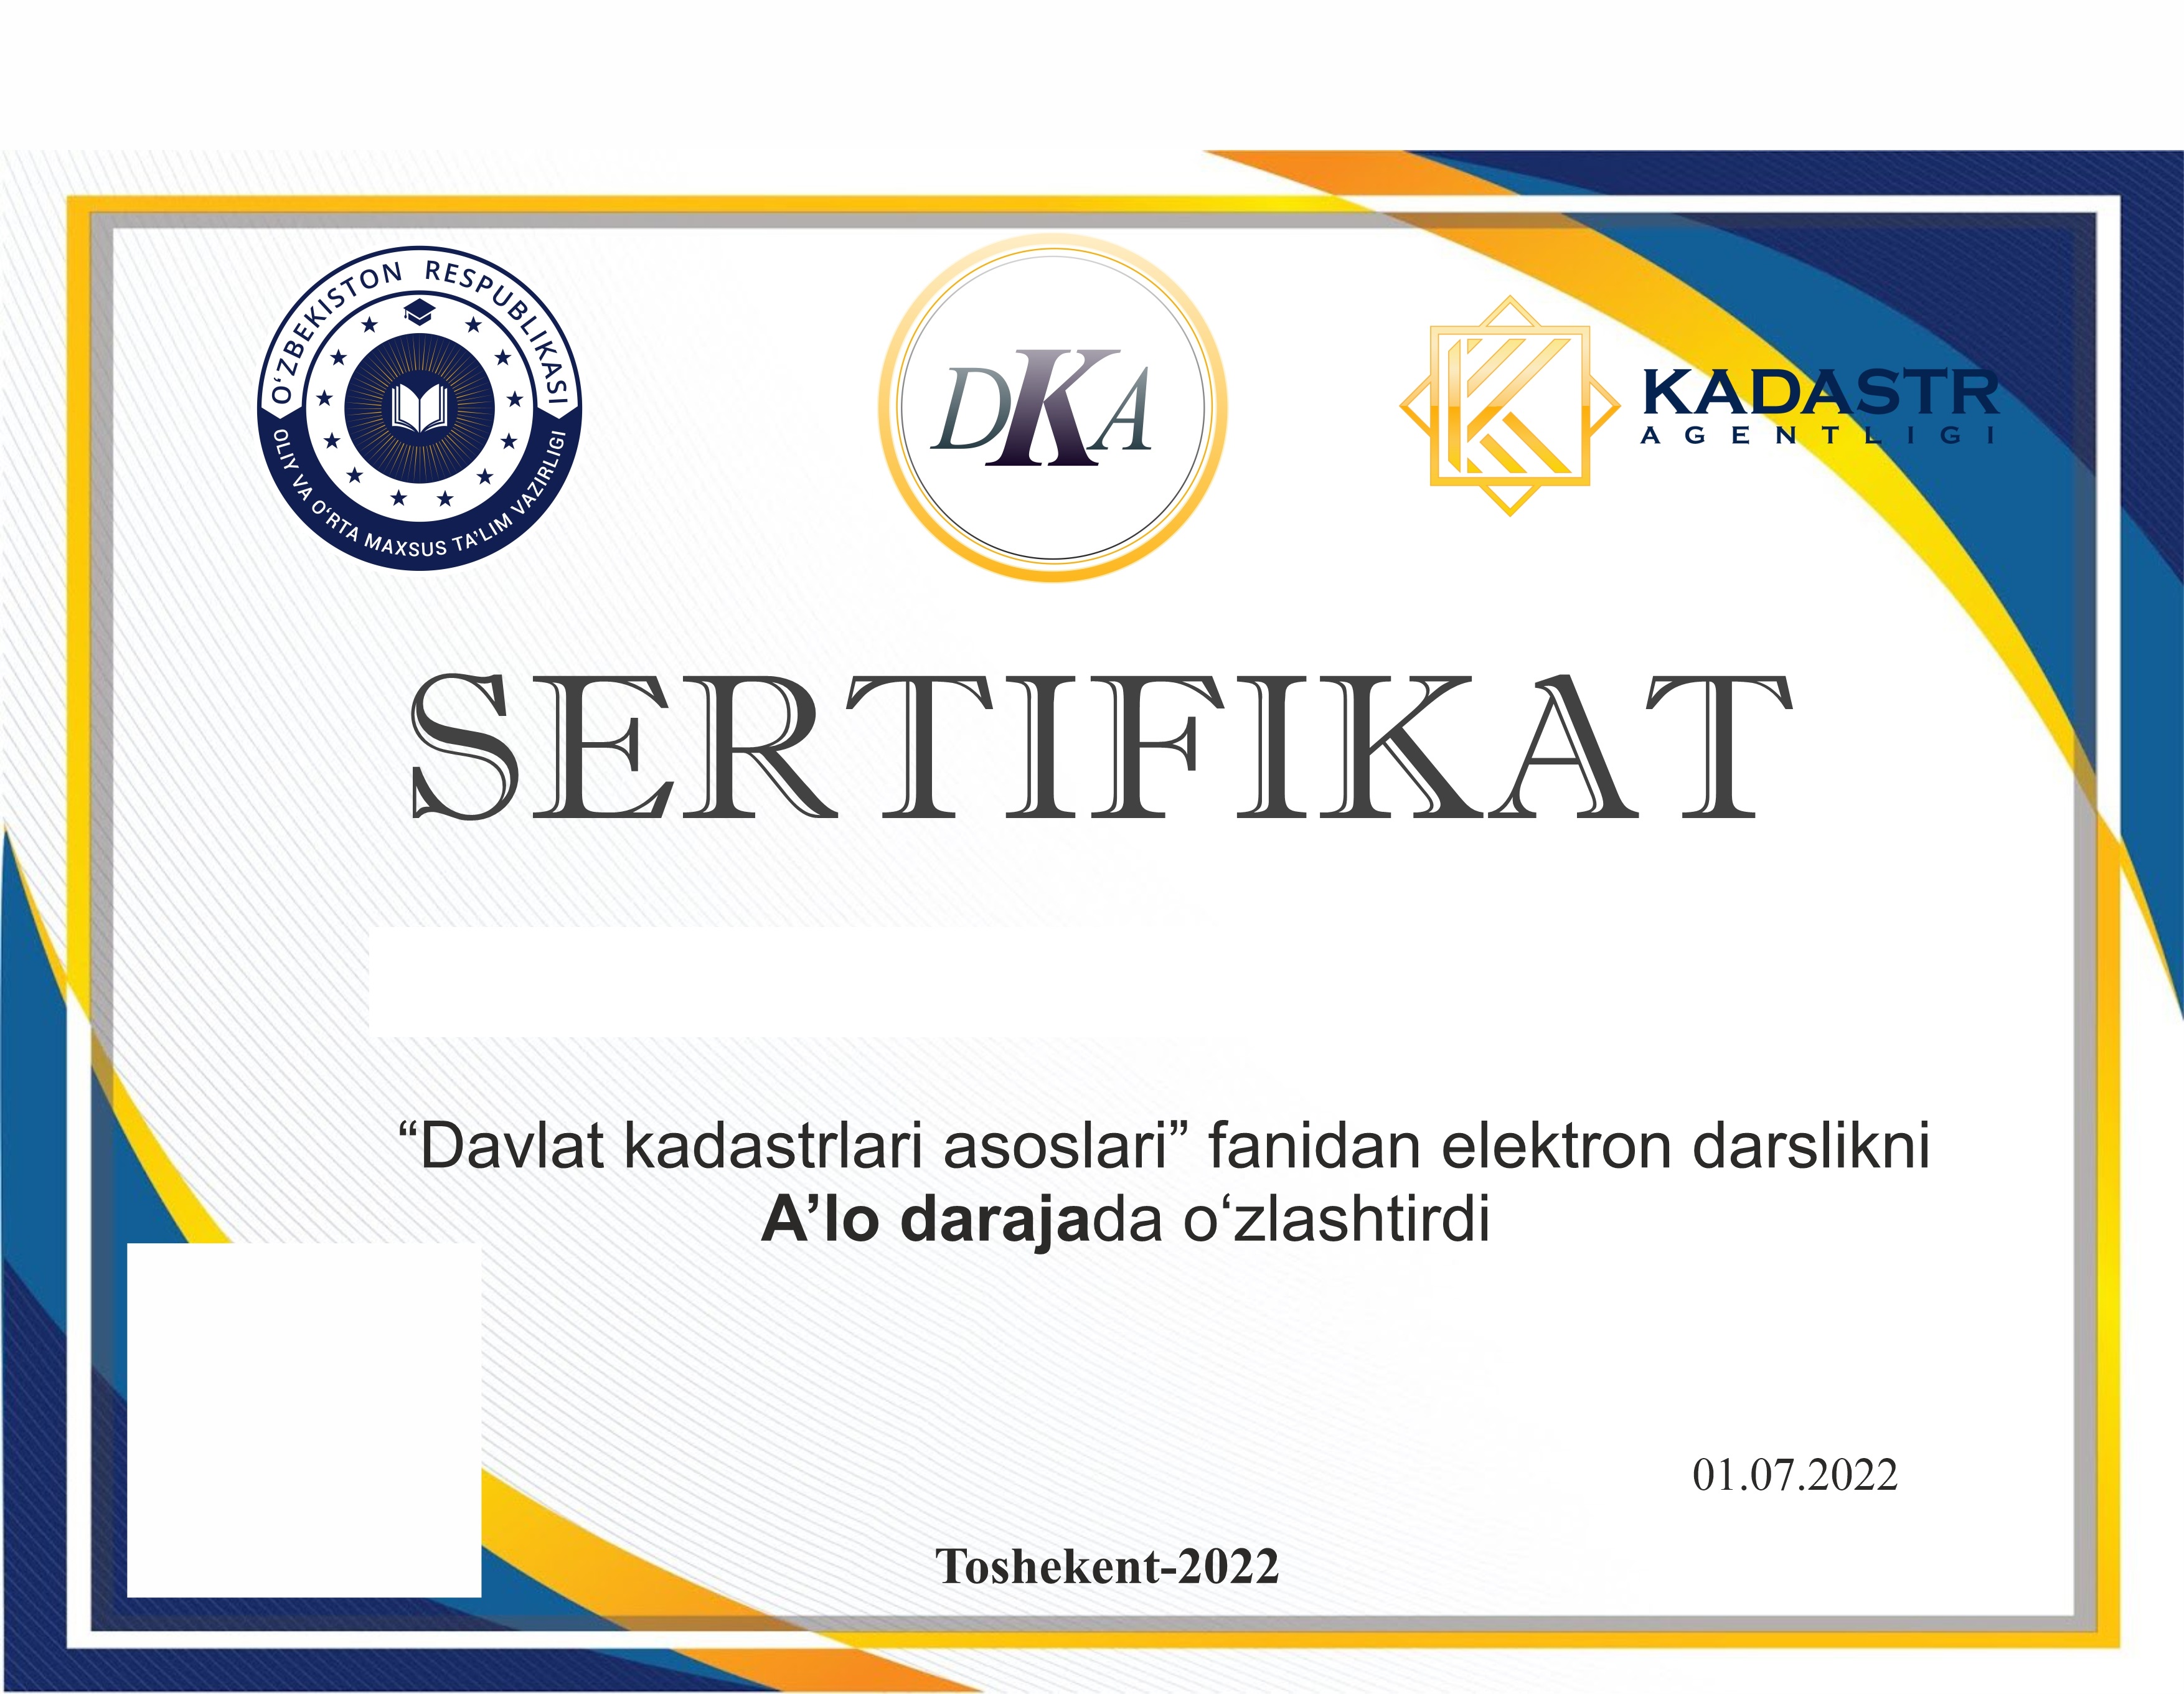 O‘ZBEKISTON RESPUBLIKASI
OLIY VA O‘RTA MAXSUS TA’LIM VAZIRLIGI
DKA
KADASTR
AGENTLIGI
SERTIFIKAT
“Davlat kadastrlari asoslari” fanidan elektron darslikni
A’lo darajada o‘zlashtirdi
01.07.2022
Toshekent-2022